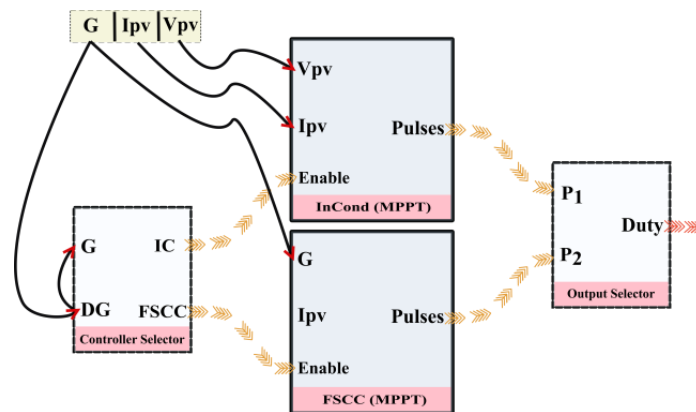 G | Ipv | Vpv
Vpv
Ipv
Pulses
Enable
InCond (MPPT)
G
IC
DG
FSCC
Controller Selector
G
Ipv
Pulses
Enable
FSCC (MPPT)
P1
Duty
P2
Output Selector